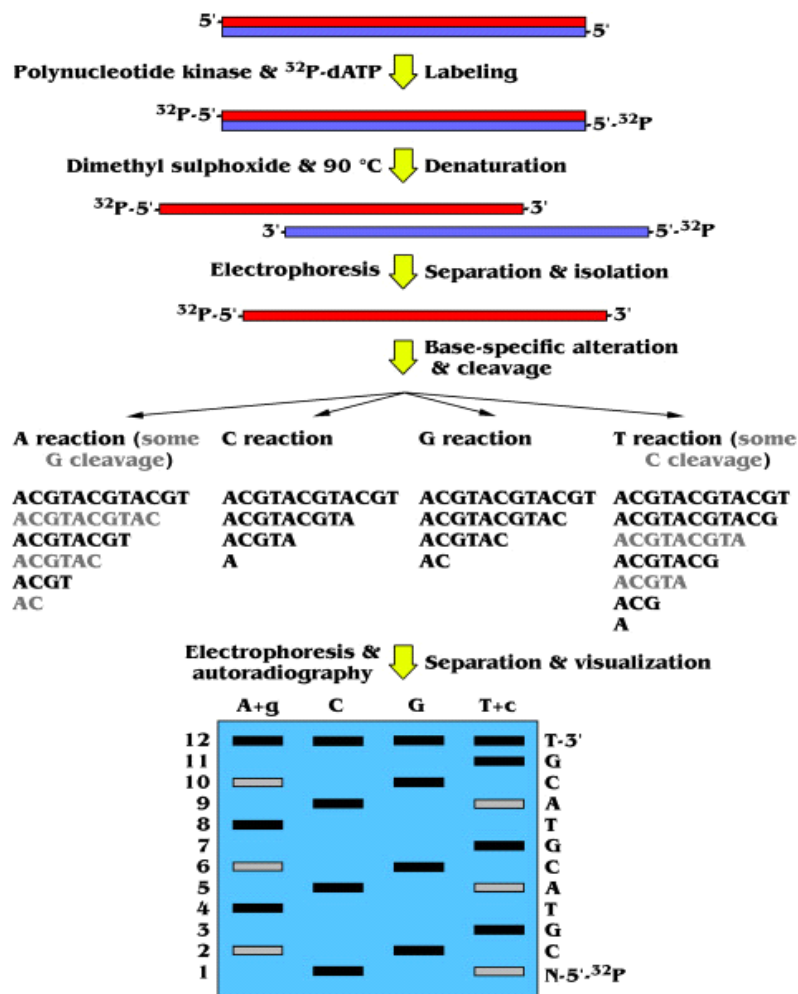 5'
5'
Polynucleotide kinase & ³²P-dATP Labeling
³²P-5'
5'-³²P
Dimethyl sulphoxide & 90 °C Denaturation
³²P-5' -3'
3'- 5'-³²P
Electrophoresis Separation & isolation
³²P-5' -3'
Base-specific alteration
& cleavage
A reaction (some
G cleavage)
ACGTACGTACGT
ACGTACGTAC
ACGTACGT
ACGTAC
ACGT
AC
C reaction
ACGTACGTACGT
ACGTACGTA
ACGTA
A
G reaction
ACGTACGTACGT
ACGTACGTAC
ACGTAC
AC
T reaction (some
C cleavage)
ACGTACGTACGT
ACGTACGTACG
ACGTACGTA
ACGTACG
ACGTA
ACG
A
Electrophoresis &
autoradiography
Separation & visualization
A+g C G T+c
12 T-3'
11 G
10 C
9 A
8 T
7 G
6 C
5 A
4 T
3 G
2 C
1 N-5'-³²P